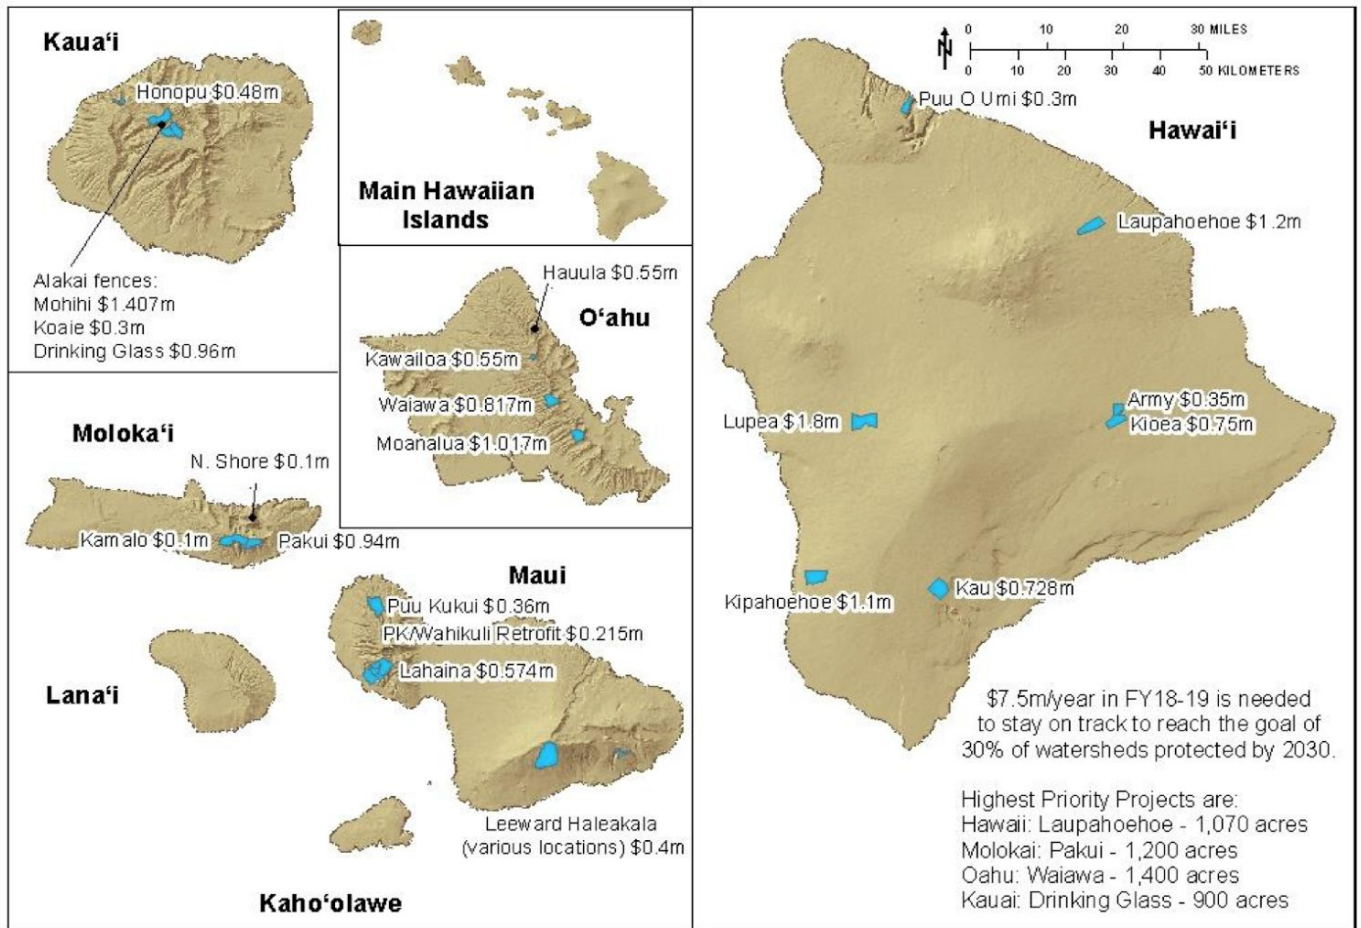 Kauaʻi
Honopu $0.48m
Alakai fences:
Mohihi $1.407m
Koaie $0.3m
Drinking Glass $0.96m
Main Hawaiian
Islands
Hauula $0.55m
Oʻahu
Kawailoa $0.55m
Waiawa $0.817m
Moanalua $1.017m
Molokaʻi
N. Shore $0.1m
Kamalo $0.1m
Pakui $0.94m
Maui
Puu Kukui $0.36m
PK/Wahikuli Retrofit $0.215m
Lahaina $0.574m
Lanaʻi
Leeward Haleakala
(various locations) $0.4m
Kahoʻolawe
N
0 10 20 30 MILES
0 10 20 30 40 50 KILOMETERS
Puu O Umi $0.3m
Hawaiʻi
Laupahoehoe $1.2m
Army $0.35m
Lupea $1.8m
Kioea $0.75m
Kipahoehoe $1.1m
Kau $0.728m
$7.5m/year in FY18-19 is needed
to stay on track to reach the goal of
30% of watersheds protected by 2030.
Highest Priority Projects are:
Hawaii: Laupahoehoe - 1,070 acres
Molokai: Pakui - 1,200 acres
Oahu: Waiawa - 1,400 acres
Kauai: Drinking Glass - 900 acres